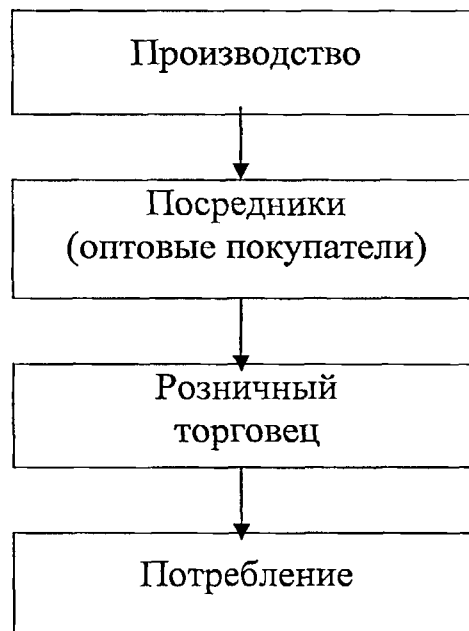 Производство
Посредники
(оптовые покупатели)
Розничный
торговец
Потребление